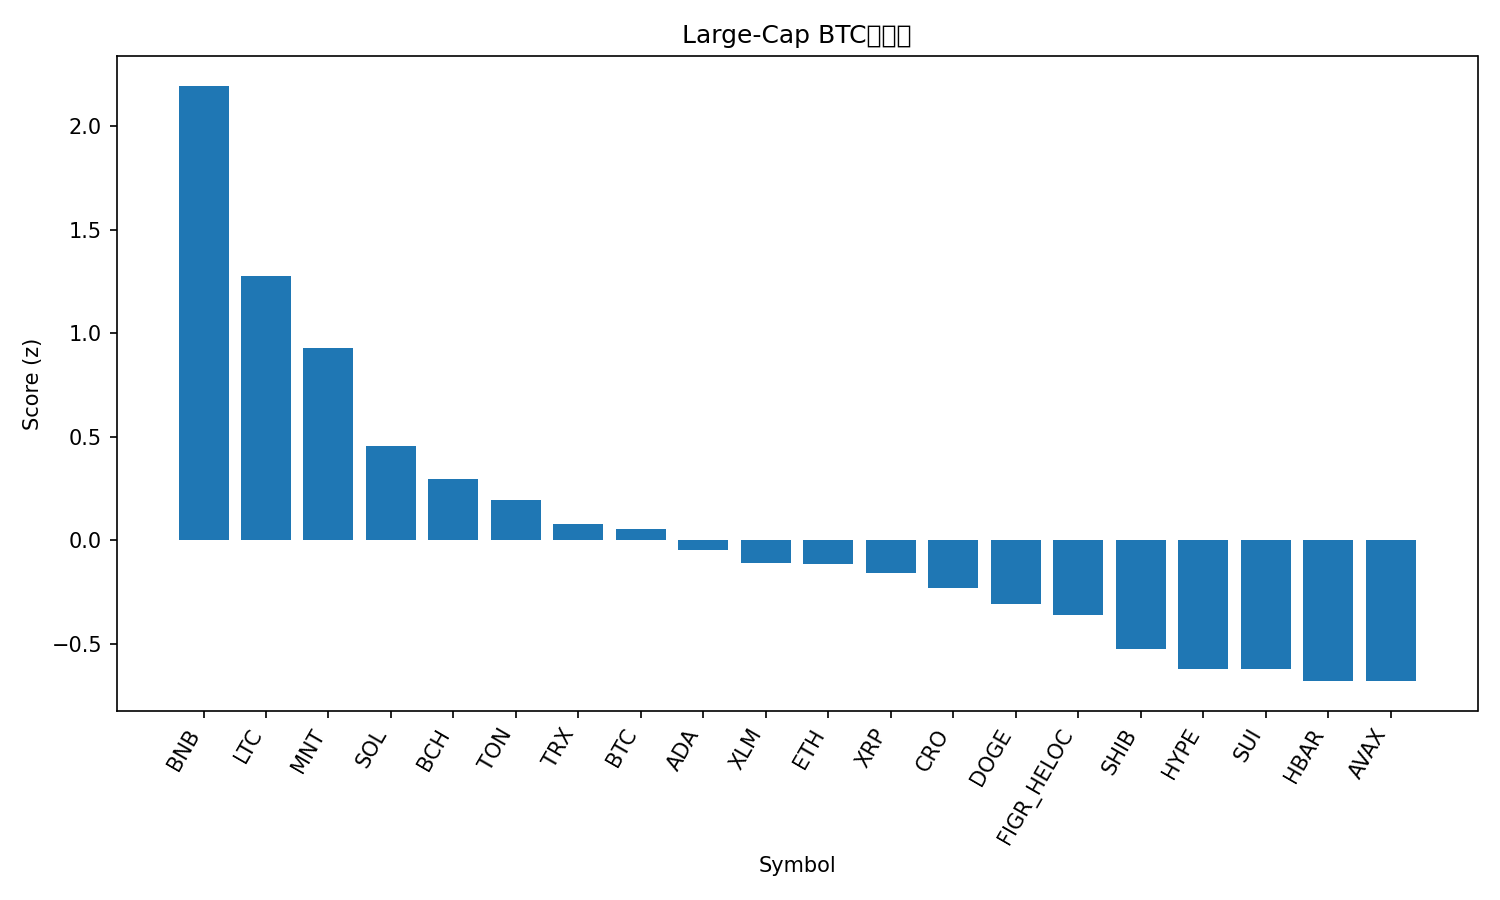 Large-Cap BTC
Score (z)
2.0
1.5
1.0
0.5
0.0
−0.5
BNB
LTC
MNT
SOL
BCH
TON
TRX
BTC
ADA
XLM
ETH
XRP
CRO
DOGE
FIGR_HELOC
SHIB
HYPE
SUI
HBAR
AVAX
Symbol